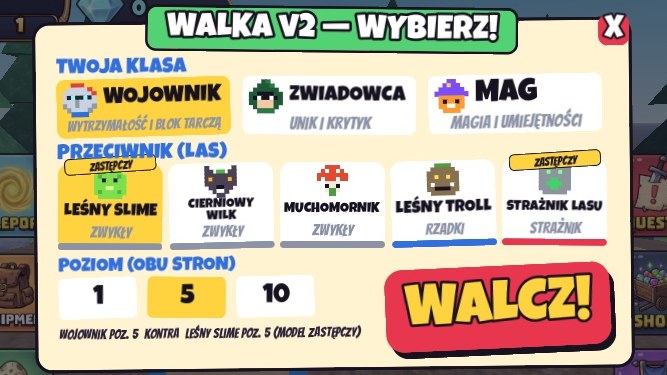 1
0
WALKA V2 — WYBIERZ!
X
TWOJA KLASA
WOJOWNIK
WYTRZYMAŁOŚĆ I BLOK TARCZĄ
ZWIADOWCA
UNIK I KRYTYK
MAG
MAGIA I UMIEJĘTNOŚCI
PRZECIWNIK (LAS)
ZASTĘPCZY
LEŚNY SLIME
ZWYKŁY
CIERNIOWY
WILK
ZWYKŁY
MUCHOMORNIK
ZWYKŁY
LEŚNY TROLL
RZADKI
ZASTĘPCZY
STRAŻNIK LASU
STRAŻNIK
POZIOM (OBU STRON)
1
5
10
WOJOWNIK POZ. 5 KONTRA LEŚNY SLIME POZ. 5 (MODEL ZASTĘPCZY)
WALCZ!